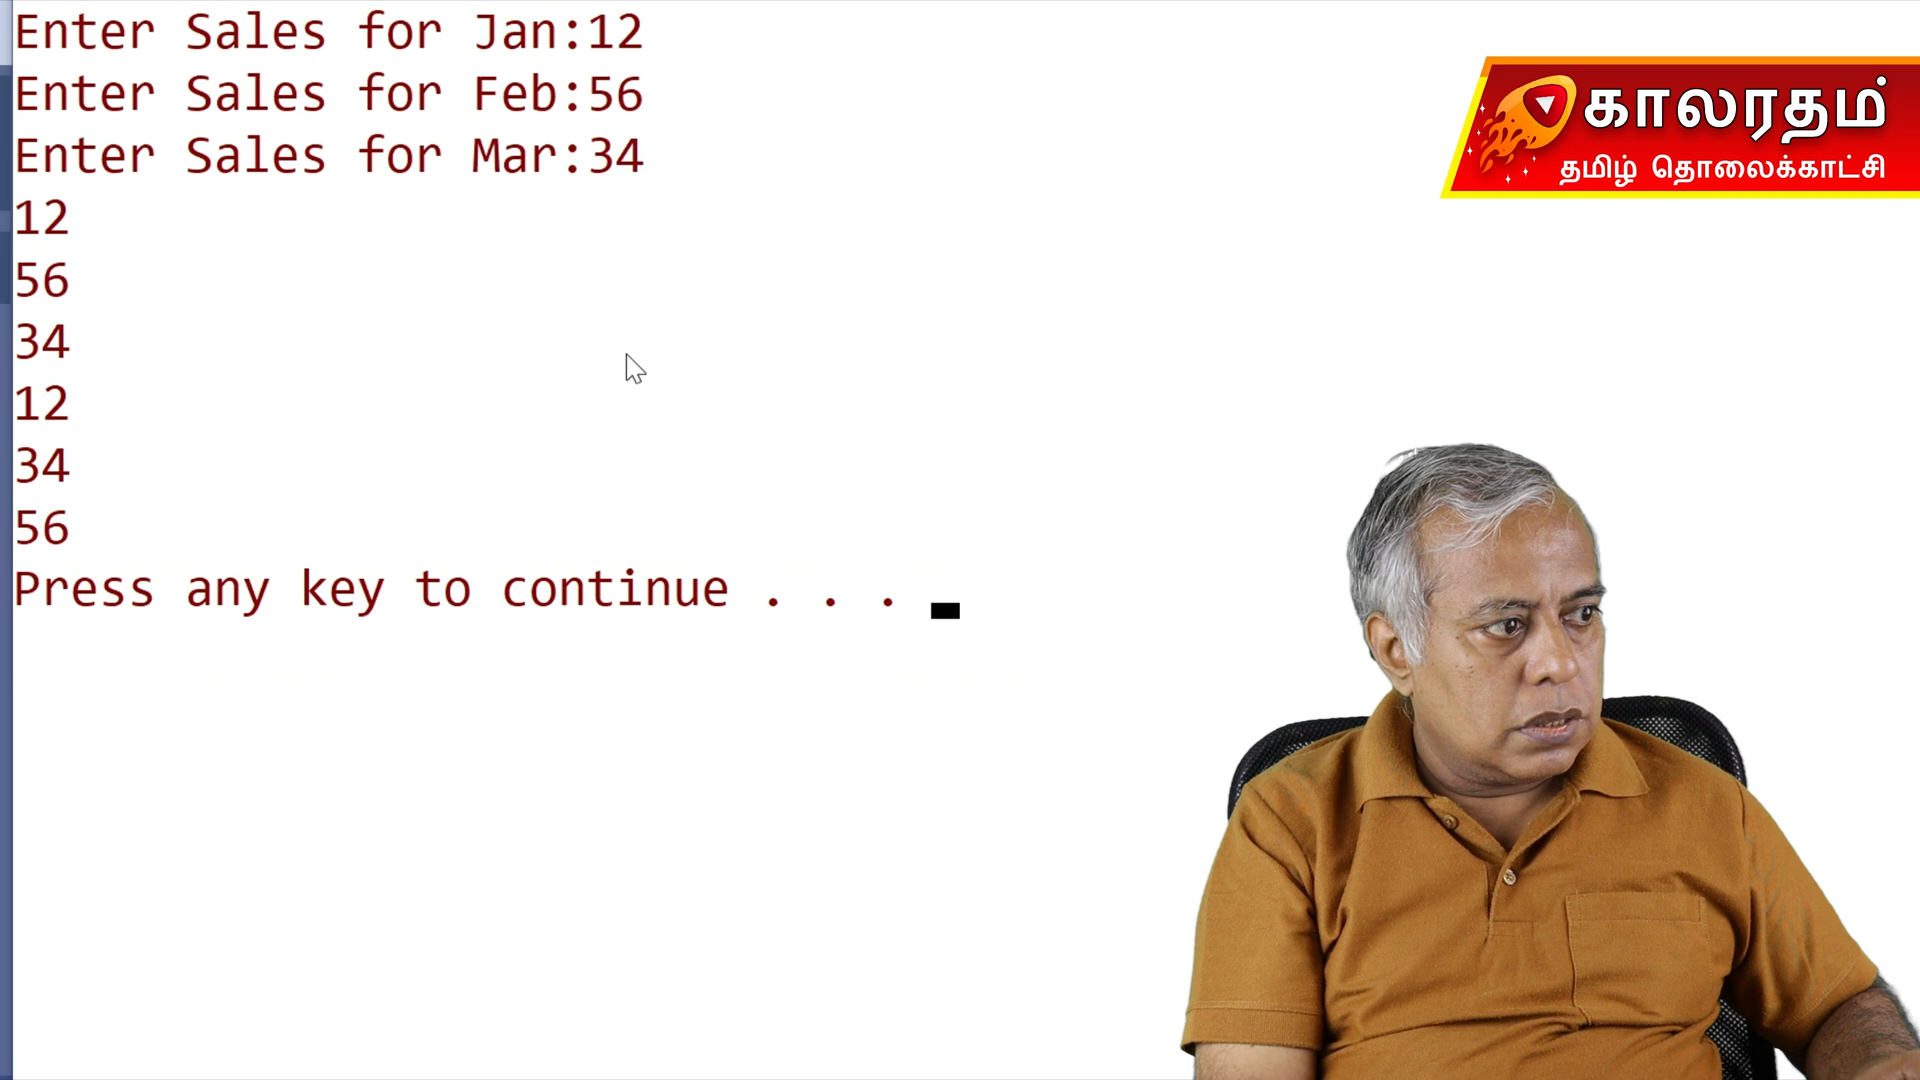 Enter Sales for Jan:12
Enter Sales for Feb:56
Enter Sales for Mar:34
12
56
34
12
34
56
Press any key to continue . . .
காலரதம்
தமிழ் தொலைக்காட்சி